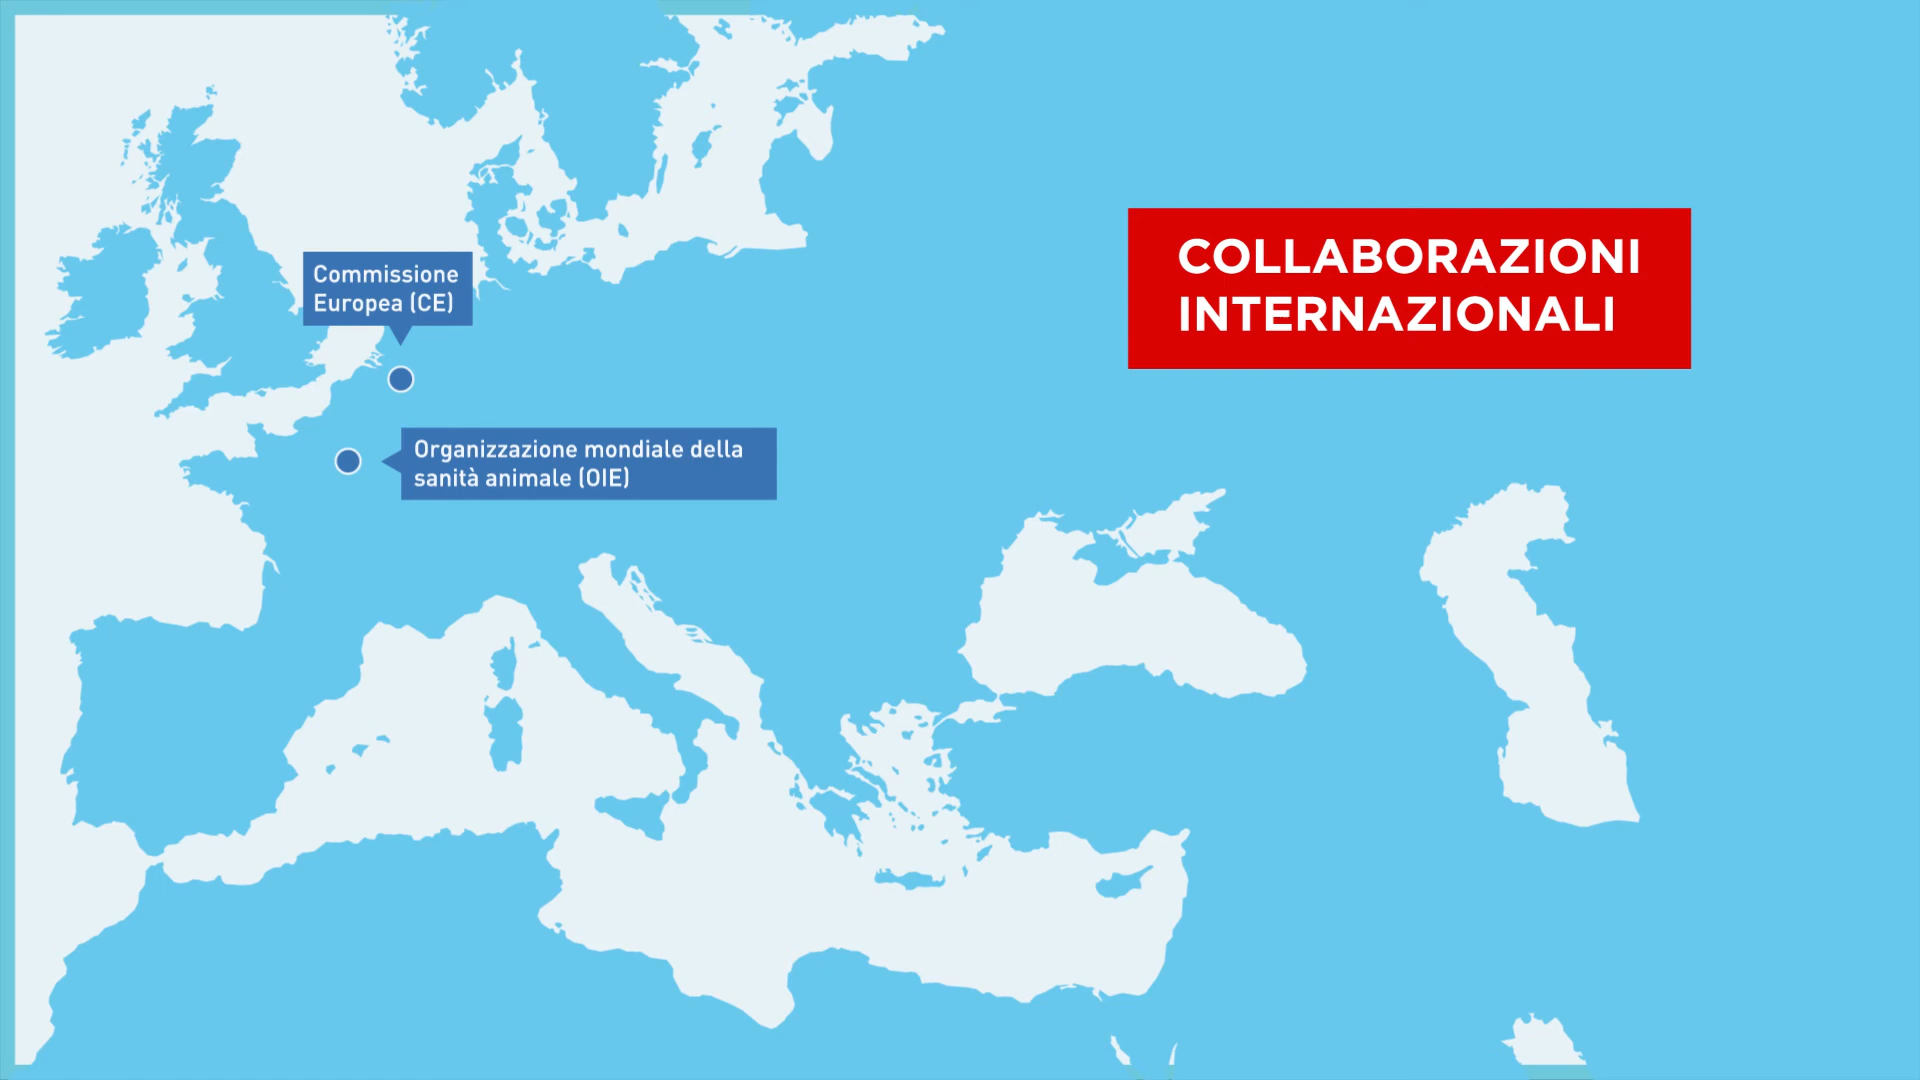 COLLABORAZIONI
INTERNAZIONALI
Commissione
Europea (CE)
Organizzazione mondiale della
sanità animale (OIE)